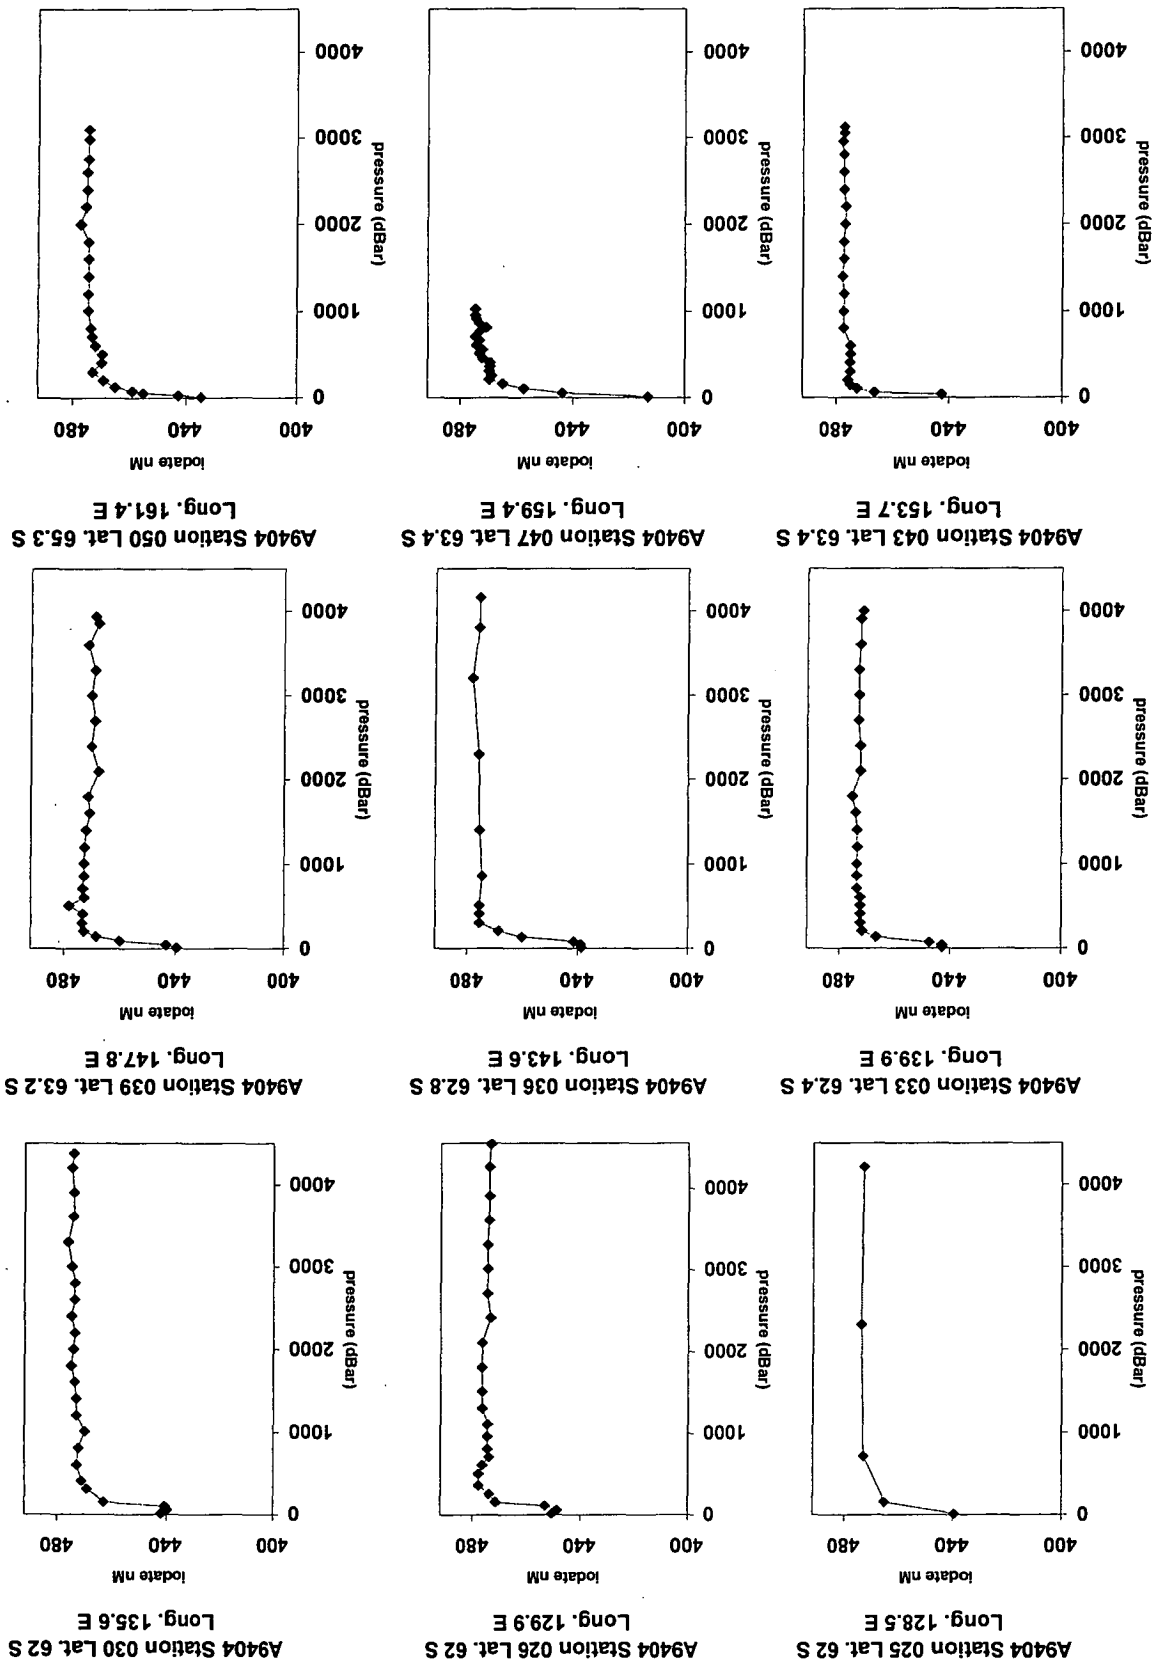 A9404 Station 025 Lat. 62 S
Long. 128.5 E
iodate nM
400
440
480
0
1000
2000
3000
4000
pressure (dBar)
A9404 Station 026 Lat. 62 S
Long. 129.9 E
iodate nM
400
440
480
0
1000
2000
3000
4000
pressure (dBar)
A9404 Station 030 Lat. 62 S
Long. 135.6 E
iodate nM
400
440
480
0
1000
2000
3000
4000
pressure (dBar)
A9404 Station 033 Lat. 62.4 S
Long. 139.9 E
iodate nM
400
440
480
0
1000
2000
3000
4000
pressure (dBar)
A9404 Station 036 Lat. 62.8 S
Long. 143.6 E
iodate nM
400
440
480
0
1000
2000
3000
4000
pressure (dBar)
A9404 Station 039 Lat. 63.2 S
Long. 147.8 E
iodate nM
400
440
480
0
1000
2000
3000
4000
pressure (dBar)
A9404 Station 043 Lat. 63.4 S
Long. 153.7 E
iodate nM
400
440
480
0
1000
2000
3000
4000
pressure (dBar)
A9404 Station 047 Lat. 63.4 S
Long. 159.4 E
iodate nM
400
440
480
0
1000
2000
3000
4000
pressure (dBar)
A9404 Station 050 Lat. 65.3 S
Long. 161.4 E
iodate nM
400
440
480
0
1000
2000
3000
4000
pressure (dBar)